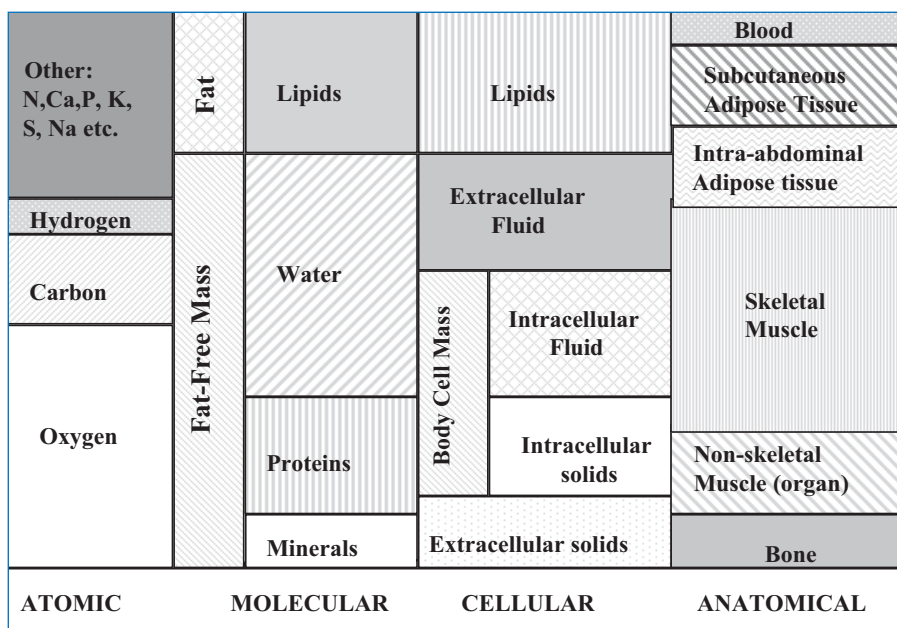 Other:
N,Ca,P, K,
S, Na etc.
Hydrogen
Carbon
Oxygen
ATOMIC
Fat
Fat-Free Mass
Lipids
Water
Proteins
Minerals
MOLECULAR
Lipids
Extracellular
Fluid
Body Cell Mass
Intracellular
Fluid
Intracellular
solids
Extracellular solids
CELLULAR
Blood
Subcutaneous
Adipose Tissue
Intra-abdominal
Adipose tissue
Skeletal
Muscle
Non-skeletal
Muscle (organ)
Bone
ANATOMICAL